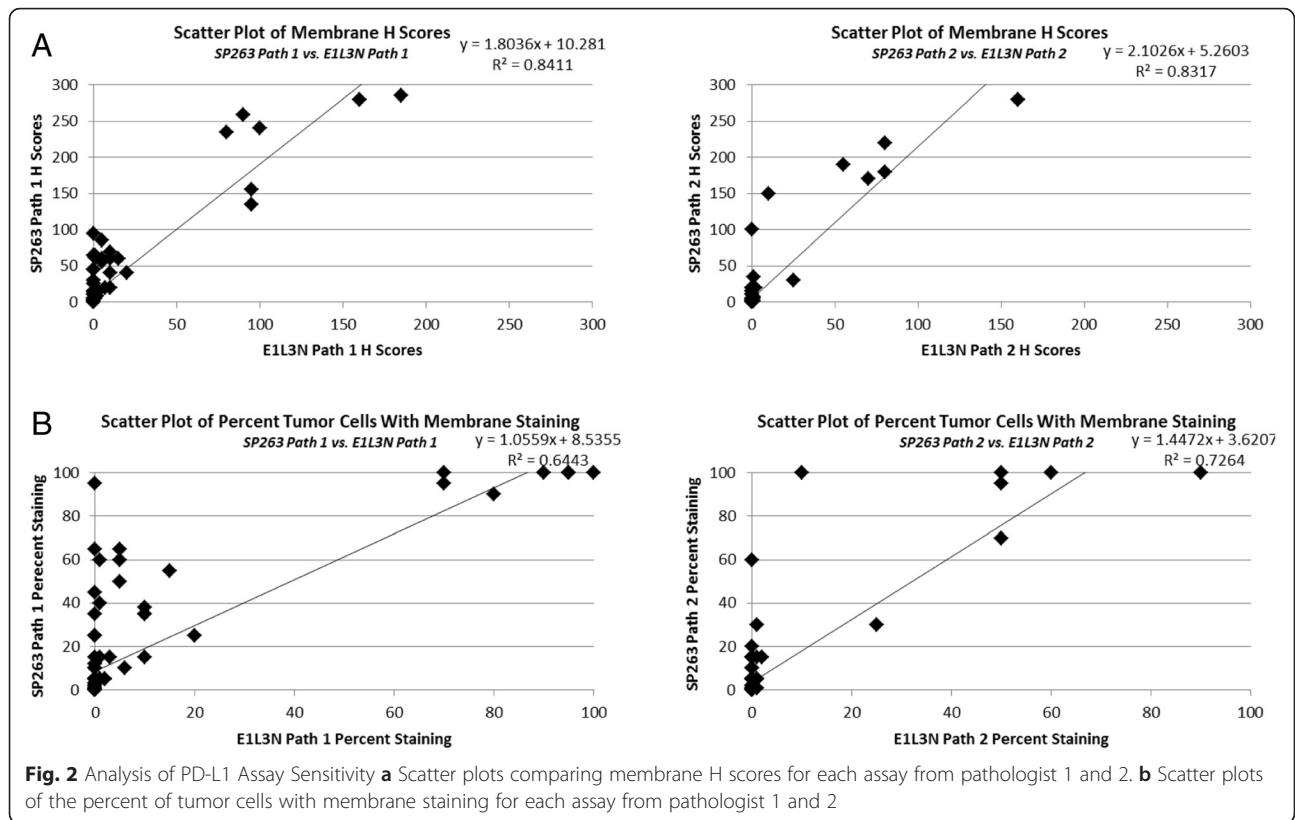 A
Scatter Plot of Membrane H Scores
SP263 Path 1 vs. E1L3N Path 1
y = 1.8036x + 10.281
R² = 0.8411
SP263 Path 1 H Scores
300
250
200
150
100
50
0
0 50 100 150 200 250 300
E1L3N Path 1 H Scores
Scatter Plot of Membrane H Scores
SP263 Path 2 vs. E1L3N Path 2
y = 2.1026x + 5.2603
R² = 0.8317
SP263 Path 2 H Scores
300
250
200
150
100
50
0
0 50 100 150 200 250 300
E1L3N Path 2 H Scores
B
Scatter Plot of Percent Tumor Cells With Membrane Staining
SP263 Path 1 vs. E1L3N Path 1
y = 1.0559x + 8.5355
R² = 0.6443
SP263 Path 1 Perecent Staining
100
80
60
40
20
0
0 20 40 60 80 100
E1L3N Path 1 Percent Staining
Scatter Plot of Percent Tumor Cells With Membrane Staining
SP263 Path 2 vs. E1L3N Path 2
y = 1.4472x + 3.6207
R² = 0.7264
SP263 Path 2 Percent Staining
100
80
60
40
20
0
0 20 40 60 80 100
E1L3N Path 2 Percent Staining
Fig. 2 Analysis of PD-L1 Assay Sensitivity a Scatter plots comparing membrane H scores for each assay from pathologist 1 and 2. b Scatter plots
of the percent of tumor cells with membrane staining for each assay from pathologist 1 and 2